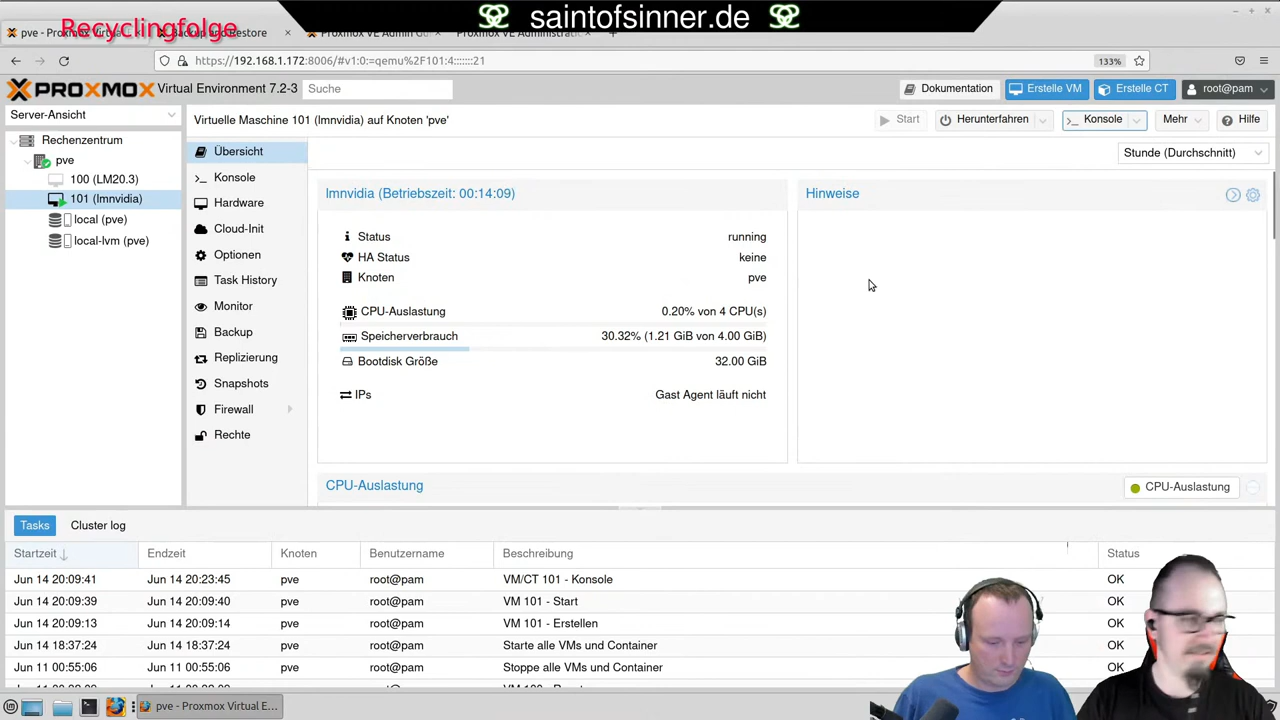 saintofsinner.de
Recyclingfolge
pve - Proxmox Virtual
https://192.168.1.172:8006/#v1:0:=qemu%2F101:4:::::::21
133%
PROXMOX Virtual Environment 7.2-3
Suche
Dokumentation
Erstelle VM
Erstelle CT
root@pam
Server-Ansicht
Virtuelle Maschine 101 (lmnvidia) auf Knoten 'pve'
Start
Herunterfahren
Konsole
Mehr
Hilfe
Rechenzentrum
pve
100 (LM20.3)
101 (lmnvidia)
local (pve)
local-lvm (pve)
Übersicht
Konsole
Hardware
Cloud-Init
Optionen
Task History
Monitor
Backup
Replizierung
Snapshots
Firewall
Rechte
Stunde (Durchschnitt)
lmnvidia (Betriebszeit: 00:14:09)
Status running
HA Status keine
Knoten pve
CPU-Auslastung 0.20% von 4 CPU(s)
Speicherverbrauch 30.32% (1.21 GiB von 4.00 GiB)
Bootdisk Größe 32.00 GiB
IPs Gast Agent läuft nicht
Hinweise
CPU-Auslastung
CPU-Auslastung
Tasks Cluster log
Startzeit Endzeit Knoten Benutzername Beschreibung Status
Jun 14 20:09:41 Jun 14 20:23:45 pve root@pam VM/CT 101 - Konsole OK
Jun 14 20:09:39 Jun 14 20:09:40 pve root@pam VM 101 - Start OK
Jun 14 20:09:13 Jun 14 20:09:14 pve root@pam VM 101 - Erstellen OK
Jun 14 18:37:24 Jun 14 18:37:24 pve root@pam Starte alle VMs und Container
Jun 11 00:55:06 Jun 11 00:55:06 pve root@pam Stoppe alle VMs und Container
pve - Proxmox Virtual E...